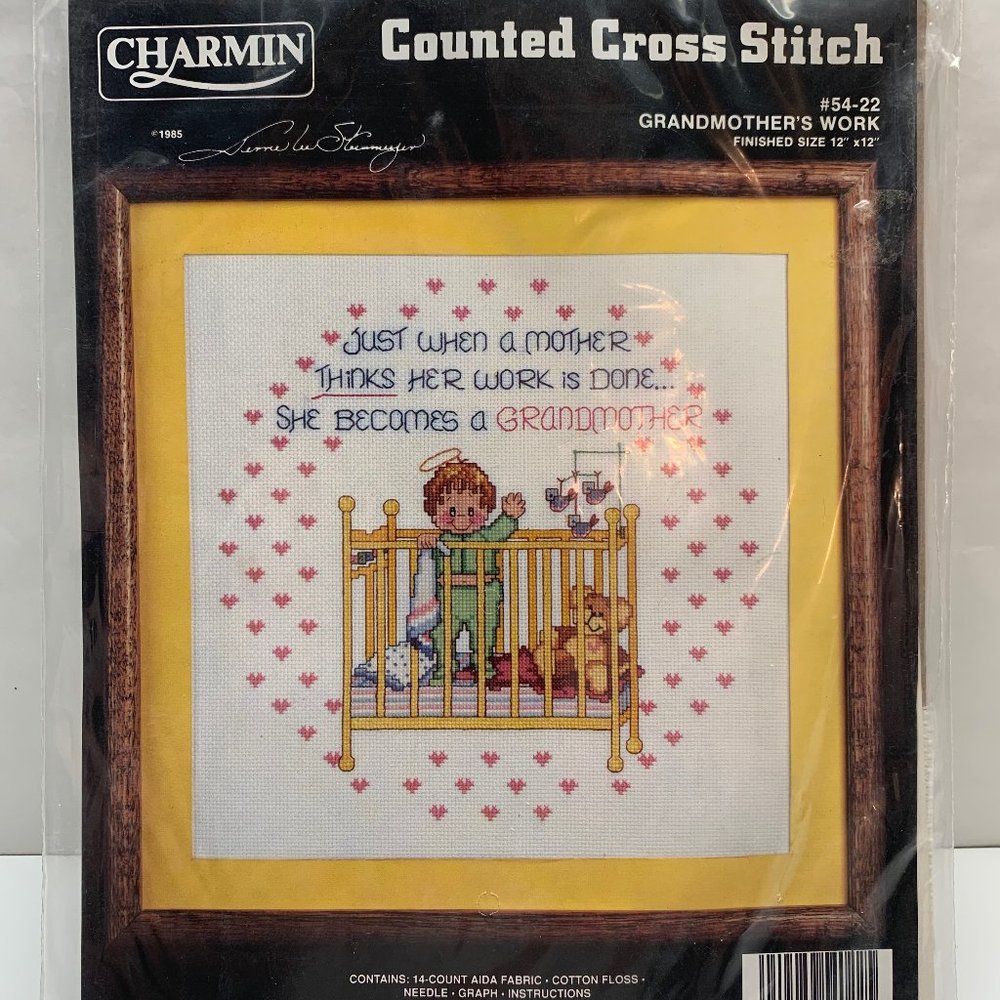 CHARMIN
Counted Cross Stitch
#54-22
GRANDMOTHER'S WORK
FINISHED SIZE 12" x12"
©1985
JUST WHEN A MOTHER
THINKS HER WORK IS DONE...
SHE BECOMES A GRANDMOTHER
CONTAINS: 14-COUNT AIDA FABRIC • COTTON FLOSS •
NEEDLE • GRAPH • INSTRUCTIONS